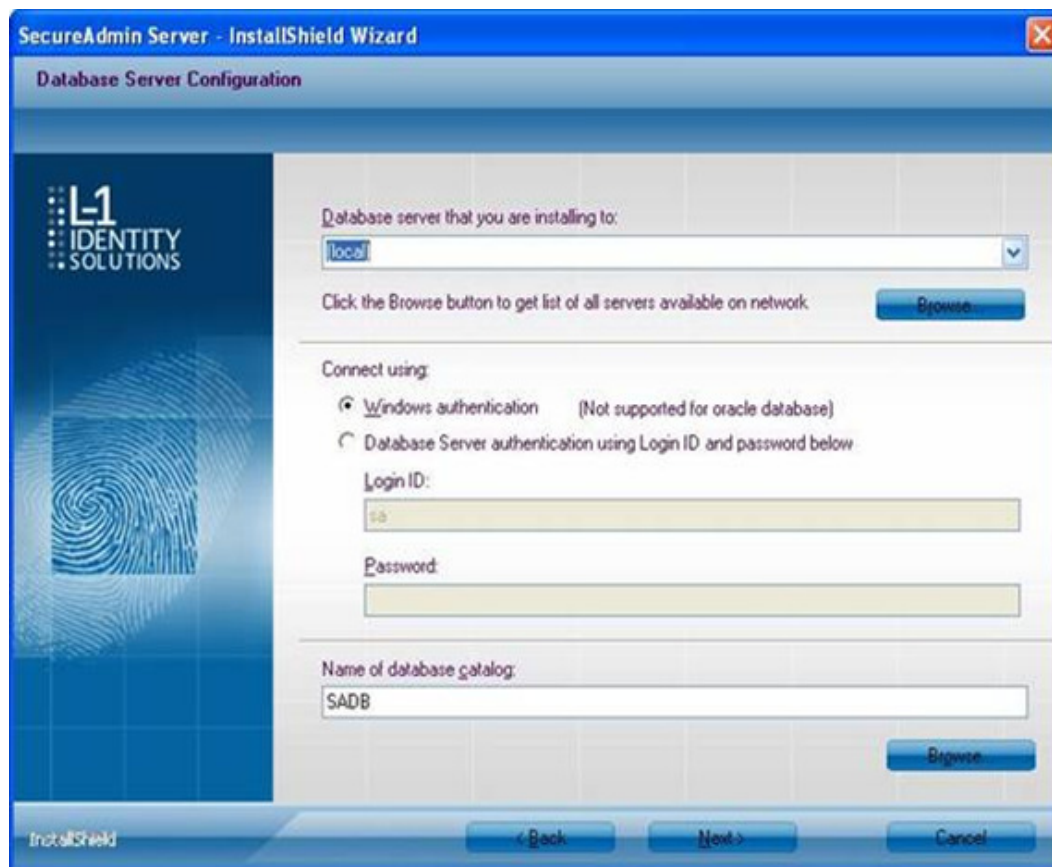 SecureAdmin Server - InstallShield Wizard
Database Server Configuration
L-1
IDENTITY
SOLUTIONS
Database server that you are installing to:
(local)
Click the Browse button to get list of all servers available on network
Browse...
Connect using:
Windows authentication (Not supported for oracle database)
Database Server authentication using Login ID and password below
Login ID:
sa
Password:
Name of database catalog:
SADB
Browse...
InstallShield
< Back
Next >
Cancel